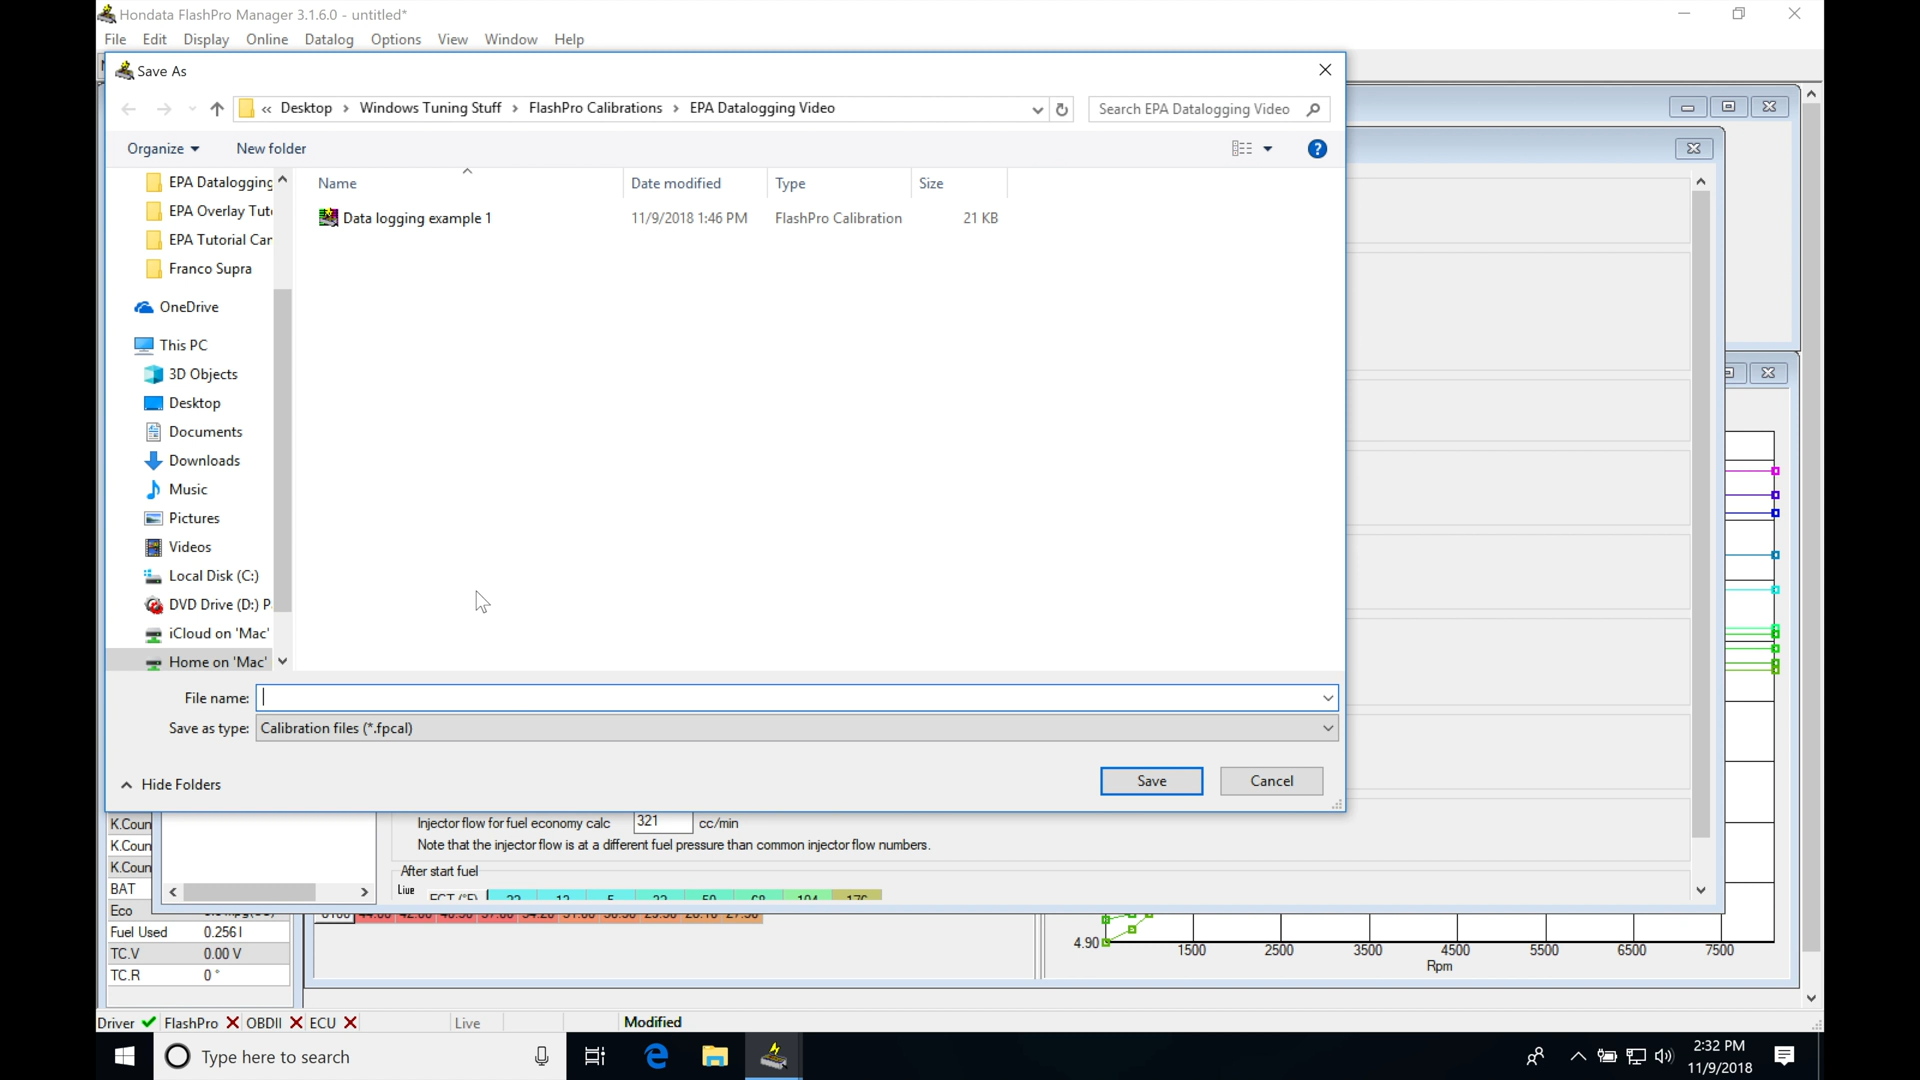 Hondata FlashPro Manager 3.1.6.0 - untitled*
File Edit Display Online Datalog Options View Window Help
Save As
« Desktop › Windows Tuning Stuff › FlashPro Calibrations › EPA Datalogging Video
Search EPA Datalogging Video
Organize New folder
Name Date modified Type Size
EPA Datalogging
Data logging example 1 11/9/2018 1:46 PM FlashPro Calibration 21 KB
EPA Overlay Tut
EPA Tutorial Car
Franco Supra
OneDrive
This PC
3D Objects
Desktop
Documents
Downloads
Music
Pictures
Videos
Local Disk (C:)
DVD Drive (D:) P
iCloud on 'Mac'
Home on 'Mac'
File name:
Save as type: Calibration files (*.fpcal)
Hide Folders Save Cancel
K.Coun
K.Coun
K.Coun
BAT
Eco
Fuel Used 0.256 l
TC.V 0.00 V
TC.R 0 °
Injector flow for fuel economy calc 321 cc/min
Note that the injector flow is at a different fuel pressure than common injector flow numbers.
After start fuel
Live
4.90
1500 2500 3500 4500 5500 6500 7500
Rpm
Driver FlashPro OBDII ECU Live Modified
Type here to search
2:32 PM
11/9/2018